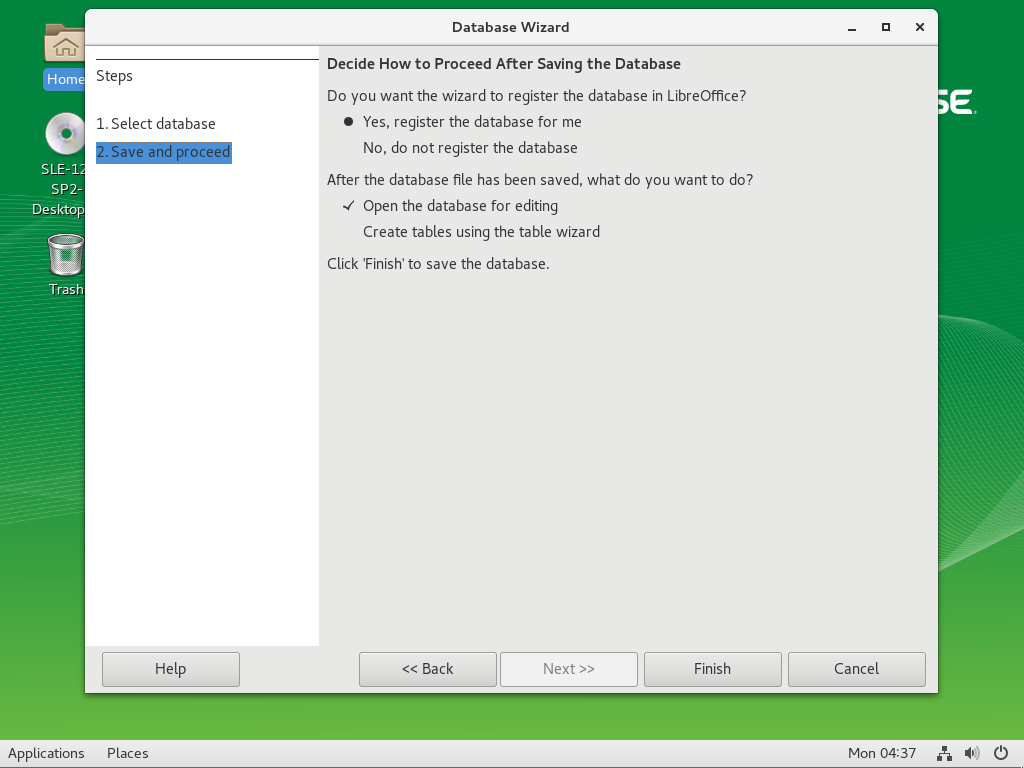 Database Wizard
Home
SLE-12
SP2-
Desktop
Trash
SE
Steps
1. Select database
2. Save and proceed
Decide How to Proceed After Saving the Database
Do you want the wizard to register the database in LibreOffice?
Yes, register the database for me
No, do not register the database
After the database file has been saved, what do you want to do?
Open the database for editing
Create tables using the table wizard
Click 'Finish' to save the database.
Help
<< Back
Next >>
Finish
Cancel
Applications
Places
Mon 04:37